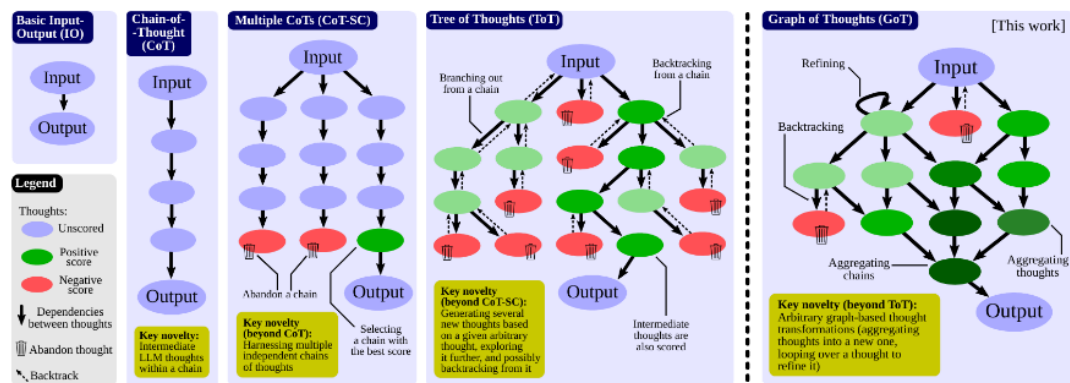 Basic Input-
Output (IO)
Input
Output
Legend
Thoughts:
Unscored
Positive
score
Negative
score
Dependencies
between thoughts
Abandon thought
Backtrack
Chain-of-
-Thought
(CoT)
Input
Output
Key novelty:
Intermediate
LLM thoughts
within a chain
Multiple CoTs (CoT-SC)
Input
Abandon a chain
Output
Selecting
a chain with
the best score
Key novelty
(beyond CoT):
Harnessing multiple
independent chains
of thoughts
Tree of Thoughts (ToT)
Input
Branching out
from a chain
Backtracking
from a chain
Output
Intermediate
thoughts are
also scored
Key novelty
(beyond CoT-SC):
Generating several
new thoughts based
on a given arbitrary
thought, exploring
it further, and possibly
backtracking from it
Graph of Thoughts (GoT)
[This work]
Input
Refining
Backtracking
Aggregating
chains
Aggregating
thoughts
Output
Key novelty (beyond ToT):
Arbitrary graph-based thought
transformations (aggregating
thoughts into a new one,
looping over a thought to
refine it)